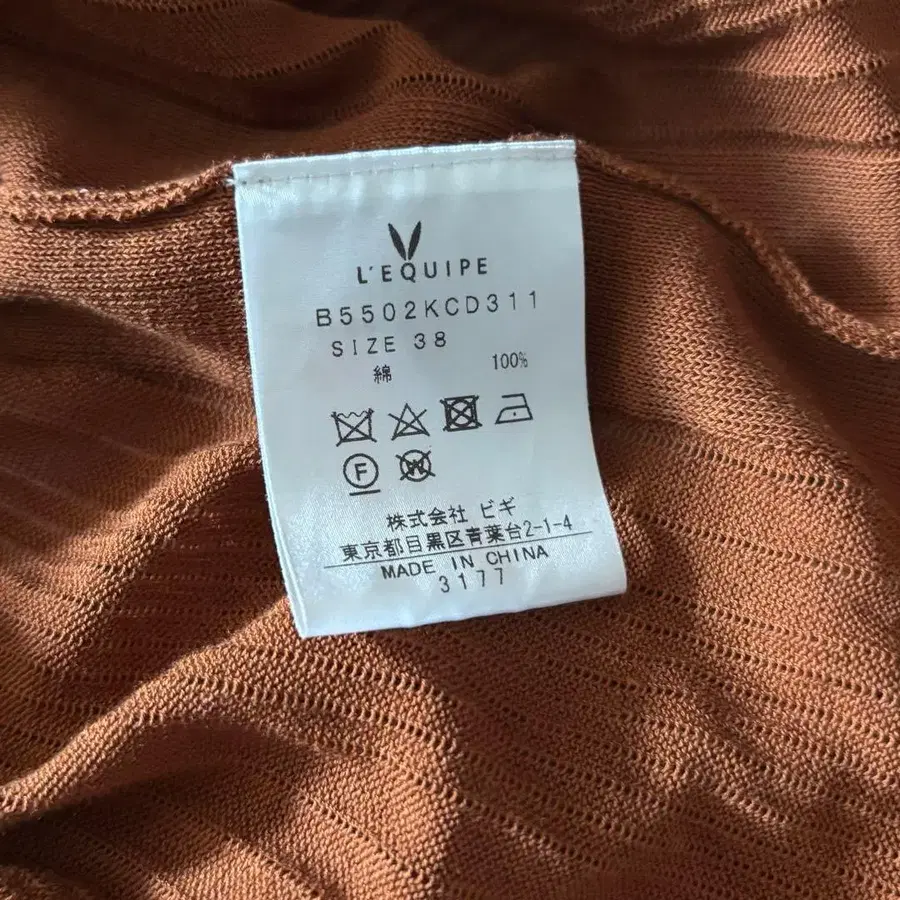 L'EQUIPE
B5502KCD311
SIZE 38
綿 100%
F
W
株式会社 ビギ
東京都目黒区青葉台2-1-4
MADE IN CHINA
3177